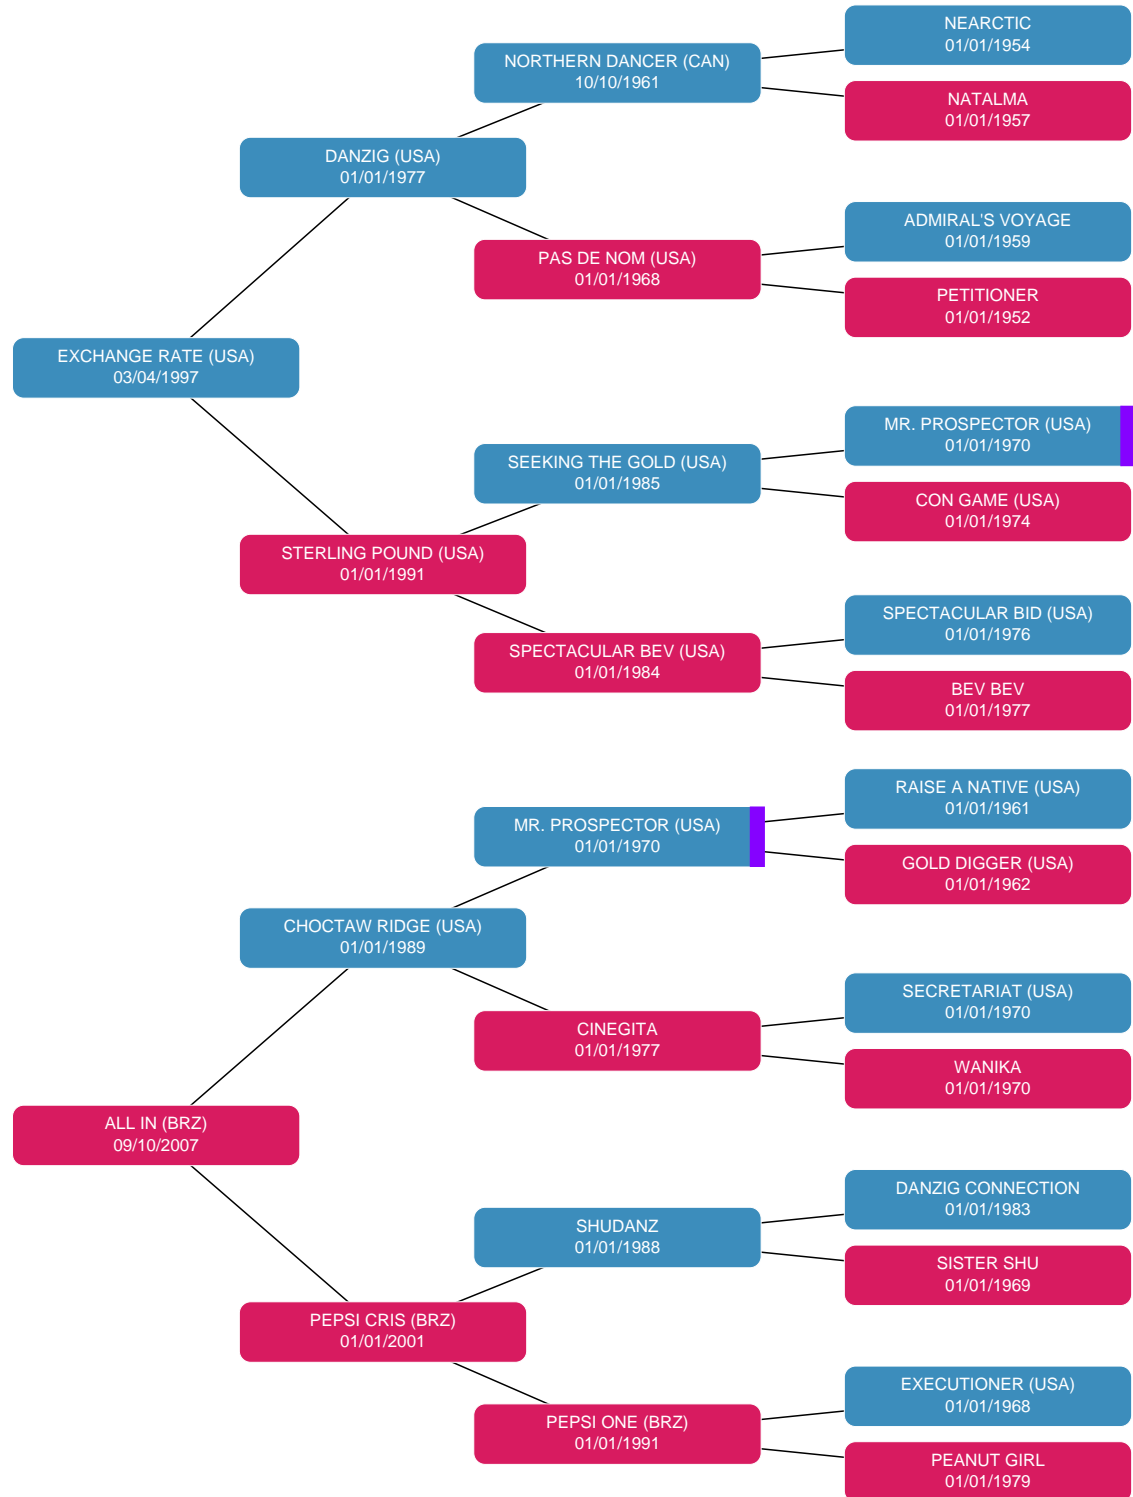 NEARCTIC
01/01/1954
NORTHERN DANCER (CAN)
10/10/1961
NATALMA
01/01/1957
DANZIG (USA)
01/01/1977
ADMIRAL'S VOYAGE
01/01/1959
PAS DE NOM (USA)
01/01/1968
PETITIONER
01/01/1952
EXCHANGE RATE (USA)
03/04/1997
MR. PROSPECTOR (USA)
01/01/1970
SEEKING THE GOLD (USA)
01/01/1985
CON GAME (USA)
01/01/1974
STERLING POUND (USA)
01/01/1991
SPECTACULAR BID (USA)
01/01/1976
SPECTACULAR BEV (USA)
01/01/1984
BEV BEV
01/01/1977
RAISE A NATIVE (USA)
01/01/1961
MR. PROSPECTOR (USA)
01/01/1970
GOLD DIGGER (USA)
01/01/1962
CHOCTAW RIDGE (USA)
01/01/1989
SECRETARIAT (USA)
01/01/1970
CINEGITA
01/01/1977
WANIKA
01/01/1970
ALL IN (BRZ)
09/10/2007
DANZIG CONNECTION
01/01/1983
SHUDANZ
01/01/1988
SISTER SHU
01/01/1969
PEPSI CRIS (BRZ)
01/01/2001
EXECUTIONER (USA)
01/01/1968
PEPSI ONE (BRZ)
01/01/1991
PEANUT GIRL
01/01/1979